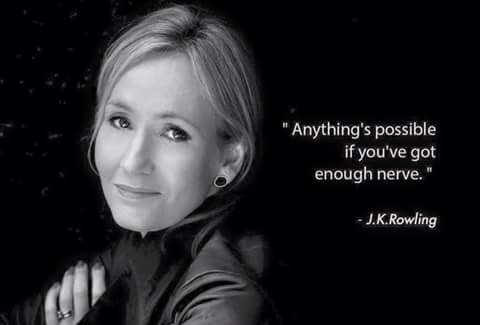 " Anything's possible
if you've got
enough nerve. "
- J.K.Rowling